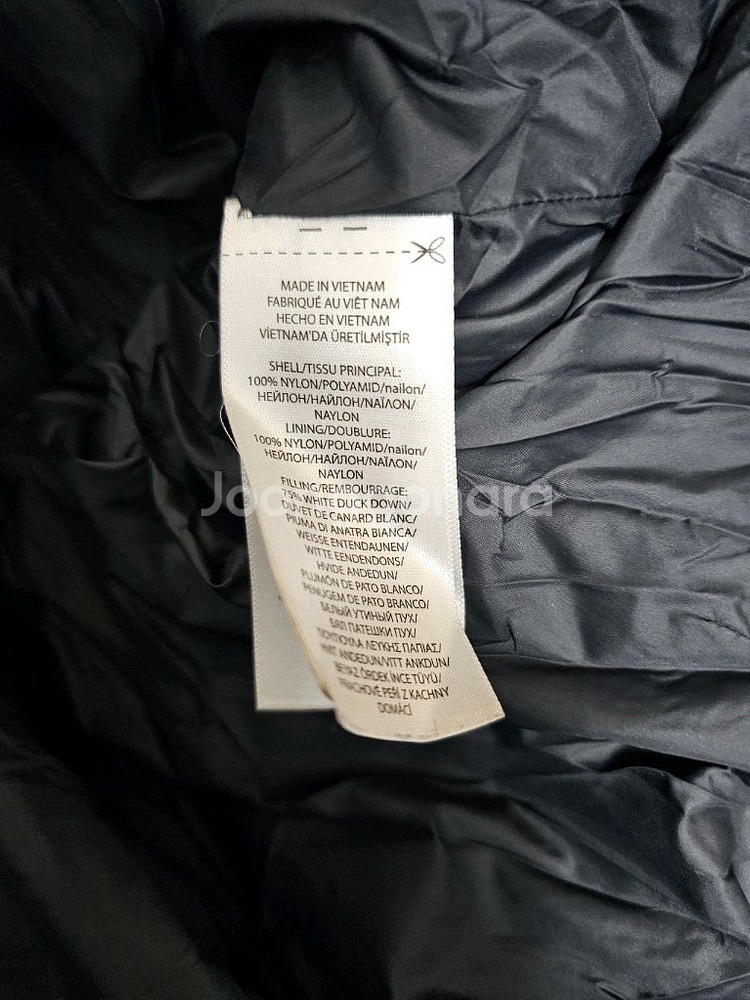 MADE IN VIETNAM
FABRIQUÉ AU VIÊT NAM
HECHO EN VIETNAM
VİETNAM'DA ÜRETİLMİŞTİR
SHELL/TISSU PRINCIPAL:
100% NYLON/POLYAMID/nailon/
НЕЙЛОН/НАЙЛОН/ΝΑΪΛΟΝ/
NAYLON
LINING/DOUBLURE:
100% NYLON/POLYAMID/nailon/
НЕЙЛОН/НАЙЛОН/ΝΑΪΛΟΝ/
NAYLON
FILLING/REMBOURRAGE:
75% WHITE DUCK DOWN/
DUVET DE CANARD BLANC/
PIUMA DI ANATRA BIANCA/
WEISSE ENTENDAUNEN/
WITTE EENDENDONS/
HVIDE ANDEDUN/
PLUMÓN DE PATO BLANCO/
PENUGEM DE PATO BRANCO/
БЕЛЫЙ УТИНЫЙ ПУХ/
БЯЛ ПАТЕШКИ ПУХ/
ΠΟΥΠΟΥΛΑ ΛΕΥΚΗΣ ΠΑΠΙΑΣ/
HVIT ANDEDUN/VITT ANKDUN/
BEYAZ ÖRDEK İNCE TÜYÜ/
PRACHOVÉ PEŘÍ Z KACHNY
DOMÁCÍ